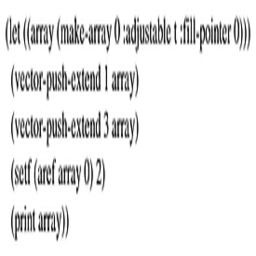 (let ((array (make-array 0 :adjustable t :fill-pointer 0)))
(vector-push-extend 1 array)
(vector-push-extend 3 array)
(setf (aref array 0) 2)
(print array))